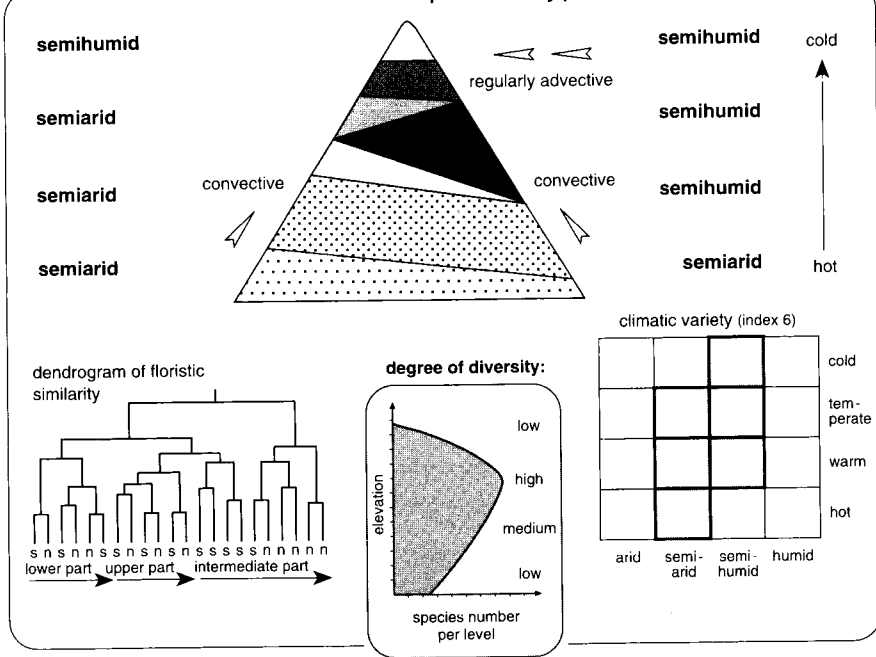 semihumid
semihumid
cold
regularly advective
semiarid
semihumid
convective
convective
semiarid
semihumid
semiarid
semiarid
hot
climatic variety (index 6)
dendrogram of floristic
similarity
degree of diversity:
cold
tem-
perate
warm
hot
arid
semi-
arid
semi-
humid
humid
elevation
low
high
medium
low
species number
per level
s n s n n s s n s n s n s s s s s n n n n n
lower part
upper part
intermediate part